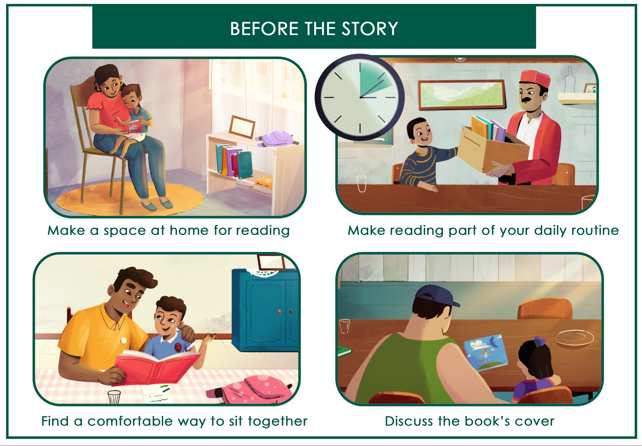 BEFORE THE STORY
Make a space at home for reading
Make reading part of your daily routine
Find a comfortable way to sit together
Discuss the book's cover